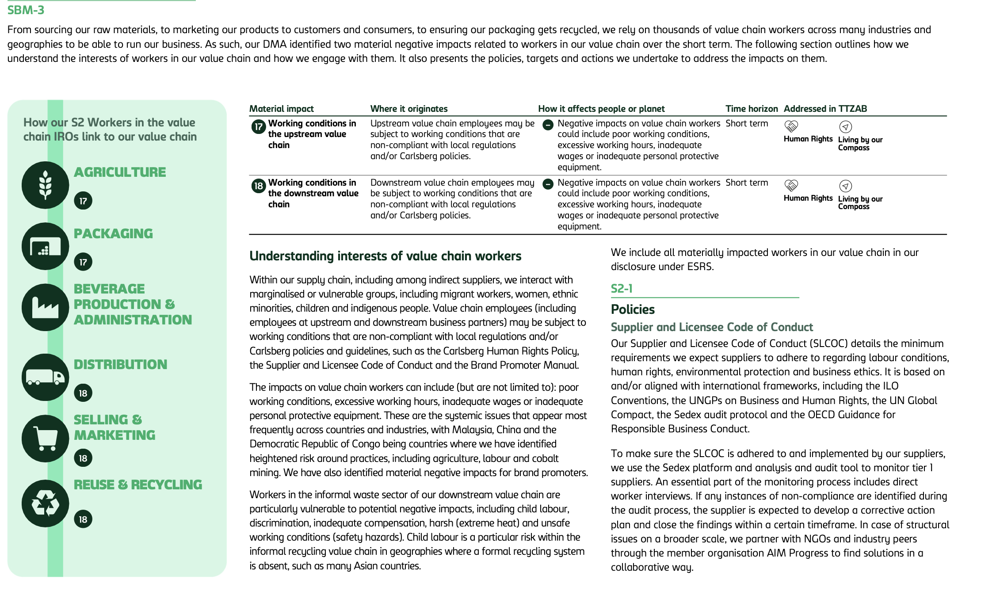 SBM-3
From sourcing our raw materials, to marketing our products to customers and consumers, to ensuring our packaging gets recycled, we rely on thousands of value chain workers across many industries and
geographies to be able to run our business. As such, our DMA identified two material negative impacts related to workers in our value chain over the short term. The following section outlines how we
understand the interests of workers in our value chain and how we engage with them. It also presents the policies, targets and actions we undertake to address the impacts on them.
How our S2 Workers in the value
chain IROs link to our value chain
AGRICULTURE
17
PACKAGING
17
BEVERAGE
PRODUCTION &
ADMINISTRATION
DISTRIBUTION
18
SELLING &
MARKETING
18
REUSE & RECYCLING
18
Material impact Where it originates How it affects people or planet Time horizon Addressed in TTZAB
17 Working conditions in
the upstream value
chain
Upstream value chain employees may be
subject to working conditions that are
non-compliant with local regulations
and/or Carlsberg policies.
– Negative impacts on value chain workers
could include poor working conditions,
excessive working hours, inadequate
wages or inadequate personal protective
equipment.
Short term
Human Rights
Living by our
Compass
18 Working conditions in
the downstream value
chain
Downstream value chain employees may
be subject to working conditions that are
non-compliant with local regulations
and/or Carlsberg policies.
– Negative impacts on value chain workers
could include poor working conditions,
excessive working hours, inadequate
wages or inadequate personal protective
equipment.
Short term
Human Rights
Living by our
Compass
Understanding interests of value chain workers
Within our supply chain, including among indirect suppliers, we interact with
marginalised or vulnerable groups, including migrant workers, women, ethnic
minorities, children and indigenous people. Value chain employees (including
employees at upstream and downstream business partners) may be subject to
working conditions that are non-compliant with local regulations and/or
Carlsberg policies and guidelines, such as the Carlsberg Human Rights Policy,
the Supplier and Licensee Code of Conduct and the Brand Promoter Manual.
The impacts on value chain workers can include (but are not limited to): poor
working conditions, excessive working hours, inadequate wages or inadequate
personal protective equipment. These are the systemic issues that appear most
frequently across countries and industries, with Malaysia, China and the
Democratic Republic of Congo being countries where we have identified
heightened risk around practices, including agriculture, labour and cobalt
mining. We have also identified material negative impacts for brand promoters.
Workers in the informal waste sector of our downstream value chain are
particularly vulnerable to potential negative impacts, including child labour,
discrimination, inadequate compensation, harsh (extreme heat) and unsafe
working conditions (safety hazards). Child labour is a particular risk within the
informal recycling value chain in geographies where a formal recycling system
is absent, such as many Asian countries.
We include all materially impacted workers in our value chain in our
disclosure under ESRS.
S2-1
Policies
Supplier and Licensee Code of Conduct
Our Supplier and Licensee Code of Conduct (SLCOC) details the minimum
requirements we expect suppliers to adhere to regarding labour conditions,
human rights, environmental protection and business ethics. It is based on
and/or aligned with international frameworks, including the ILO
Conventions, the UNGPs on Business and Human Rights, the UN Global
Compact, the Sedex audit protocol and the OECD Guidance for
Responsible Business Conduct.
To make sure the SLCOC is adhered to and implemented by our suppliers,
we use the Sedex platform and analysis and audit tool to monitor tier 1
suppliers. An essential part of the monitoring process includes direct
worker interviews. If any instances of non-compliance are identified during
the audit process, the supplier is expected to develop a corrective action
plan and close the findings within a certain timeframe. In case of structural
issues on a broader scale, we partner with NGOs and industry peers
through the member organisation AIM Progress to find solutions in a
collaborative way.